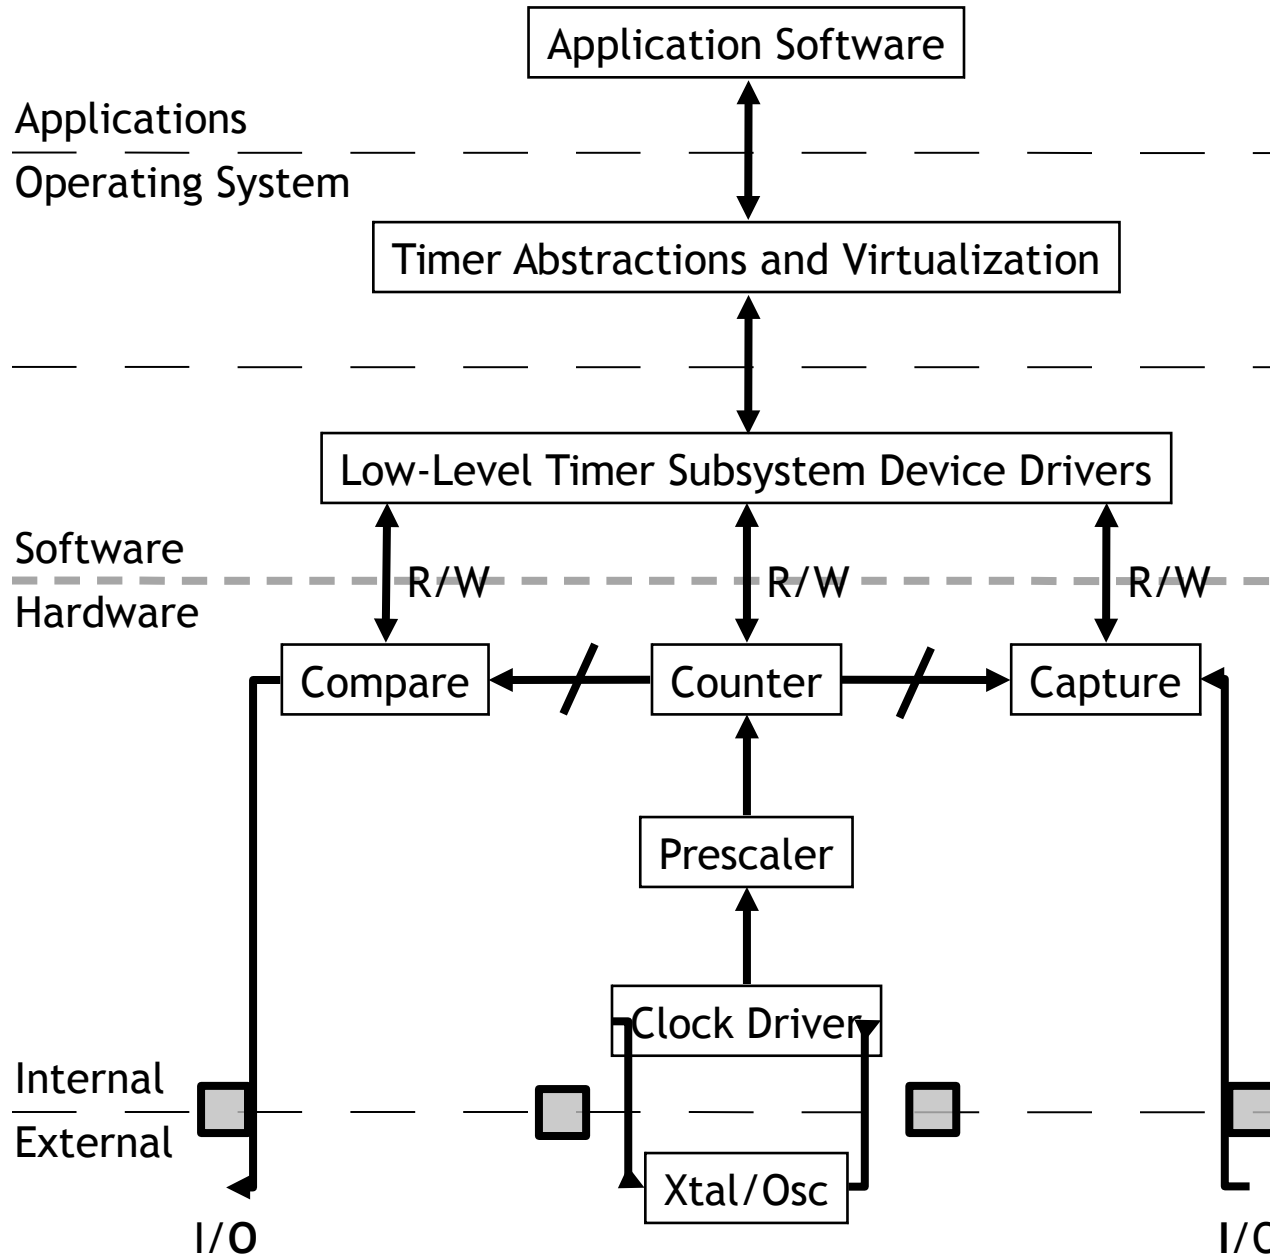 Application Software
Applications
Operating System
Timer Abstractions and Virtualization
Low-Level Timer Subsystem Device Drivers
Software
R/W R/W R/W
Hardware
Compare Counter Capture
Prescaler
Clock Driver
Internal
External
Xtal/Osc
I/O I/O